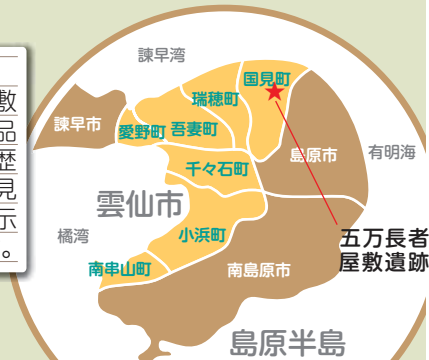 敷
品
歴
見
示
。
諫早湾
国見町
瑞穂町
諫早市
愛野町
吾妻町
島原市
有明海
千々石町
雲仙市
橘湾
小浜町
五万長者
屋敷遺跡
南串山町
南島原市
島原半島